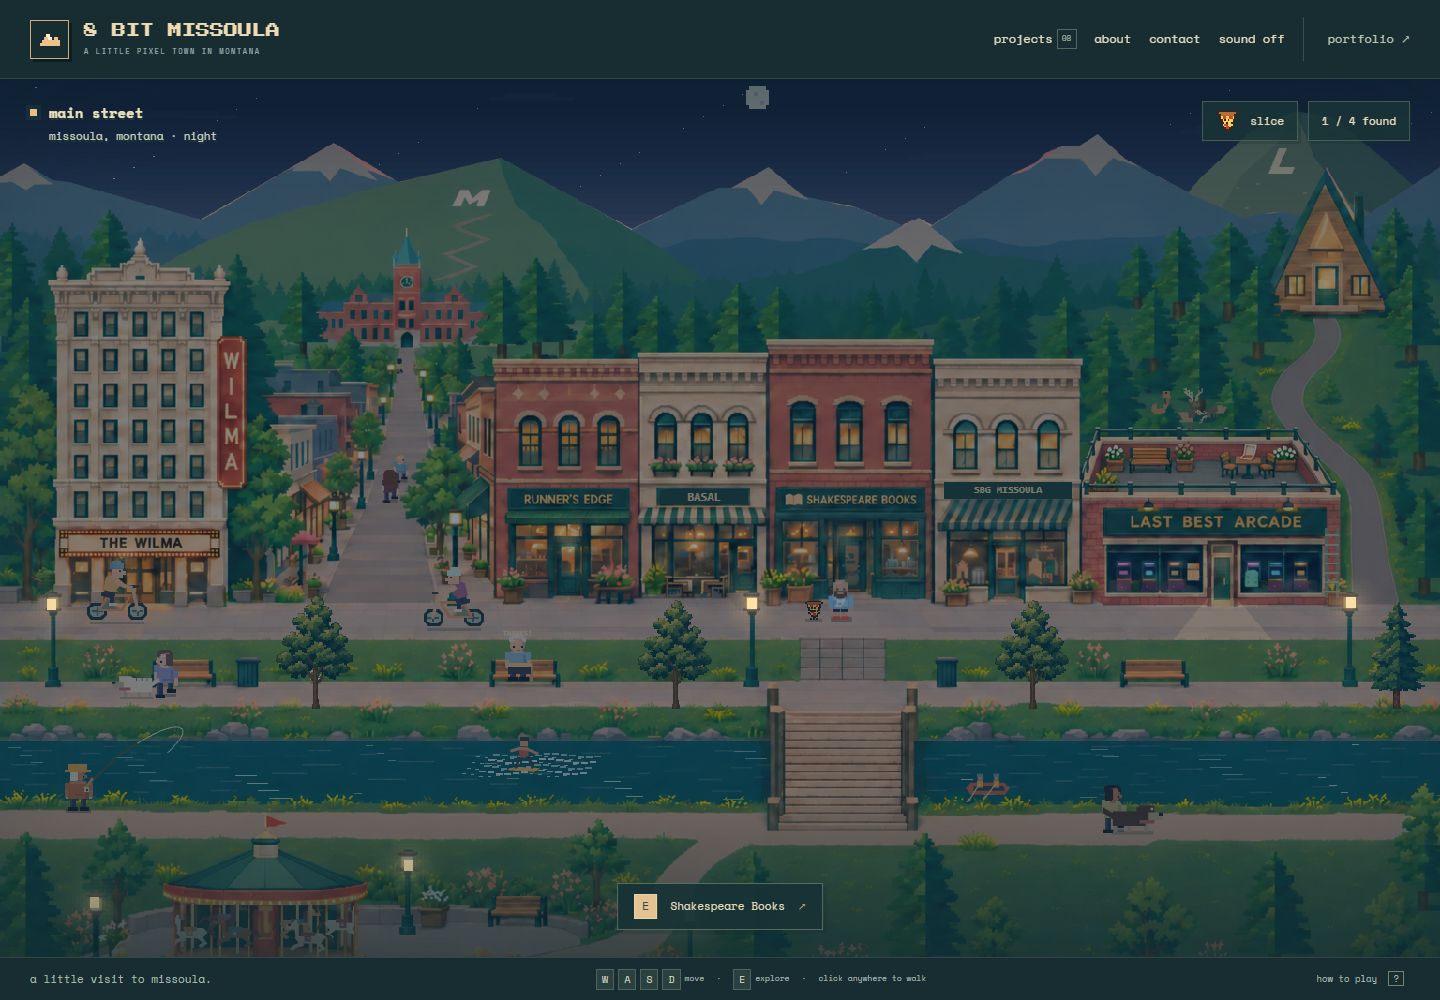 8 BIT MISSOULA
A LITTLE PIXEL TOWN IN MONTANA
projects 08 about contact sound off portfolio ↗
main street
missoula, montana · night
slice
1 / 4 found
M
L
WILMA
THE WILMA
RUNNER'S EDGE
BASAL
SHAKESPEARE BOOKS
SBG MISSOULA
LAST BEST ARCADE
E Shakespeare Books ↗
a little visit to missoula.
W A S D move · E explore · click anywhere to walk
how to play ?